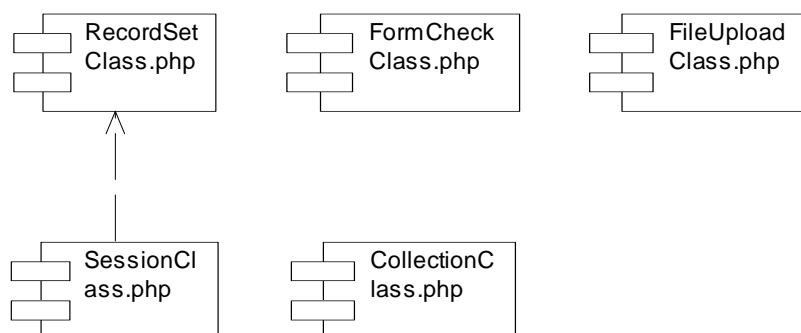 RecordSet
Class.php
FormCheck
Class.php
FileUpload
Class.php
SessionCl
ass.php
CollectionC
lass.php